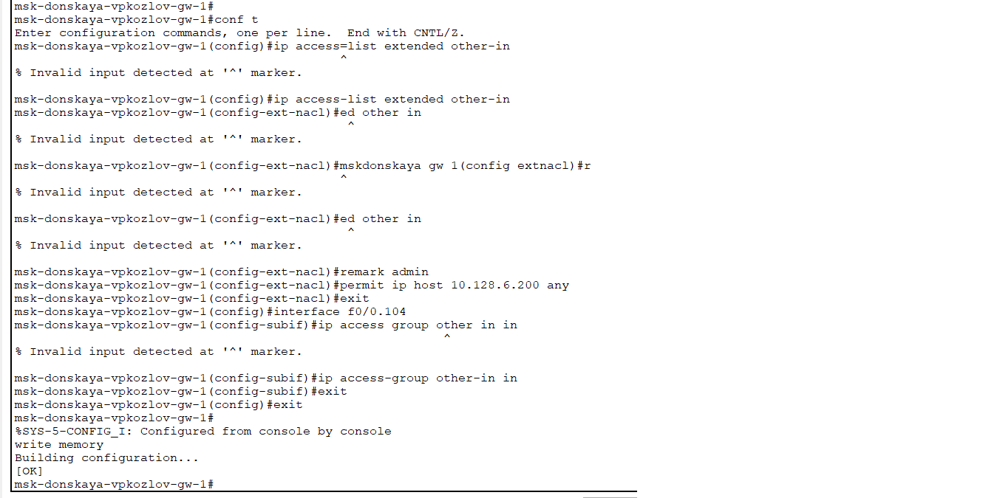 msk-donskaya-vpkozlov-gw-1#
msk-donskaya-vpkozlov-gw-1#conf t
Enter configuration commands, one per line.  End with CNTL/Z.
msk-donskaya-vpkozlov-gw-1(config)#ip access=list extended other-in
^
% Invalid input detected at '^' marker.
msk-donskaya-vpkozlov-gw-1(config)#ip access-list extended other-in
msk-donskaya-vpkozlov-gw-1(config-ext-nacl)#ed other in
^
% Invalid input detected at '^' marker.
msk-donskaya-vpkozlov-gw-1(config-ext-nacl)#mskdonskaya gw 1(config extnacl)#r
^
% Invalid input detected at '^' marker.
msk-donskaya-vpkozlov-gw-1(config-ext-nacl)#ed other in
^
% Invalid input detected at '^' marker.
msk-donskaya-vpkozlov-gw-1(config-ext-nacl)#remark admin
msk-donskaya-vpkozlov-gw-1(config-ext-nacl)#permit ip host 10.128.6.200 any
msk-donskaya-vpkozlov-gw-1(config-ext-nacl)#exit
msk-donskaya-vpkozlov-gw-1(config)#interface f0/0.104
msk-donskaya-vpkozlov-gw-1(config-subif)#ip access group other in in
^
% Invalid input detected at '^' marker.
msk-donskaya-vpkozlov-gw-1(config-subif)#ip access-group other-in in
msk-donskaya-vpkozlov-gw-1(config-subif)#exit
msk-donskaya-vpkozlov-gw-1(config)#exit
msk-donskaya-vpkozlov-gw-1#
%SYS-5-CONFIG_I: Configured from console by console
write memory
Building configuration...
[OK]
msk-donskaya-vpkozlov-gw-1#